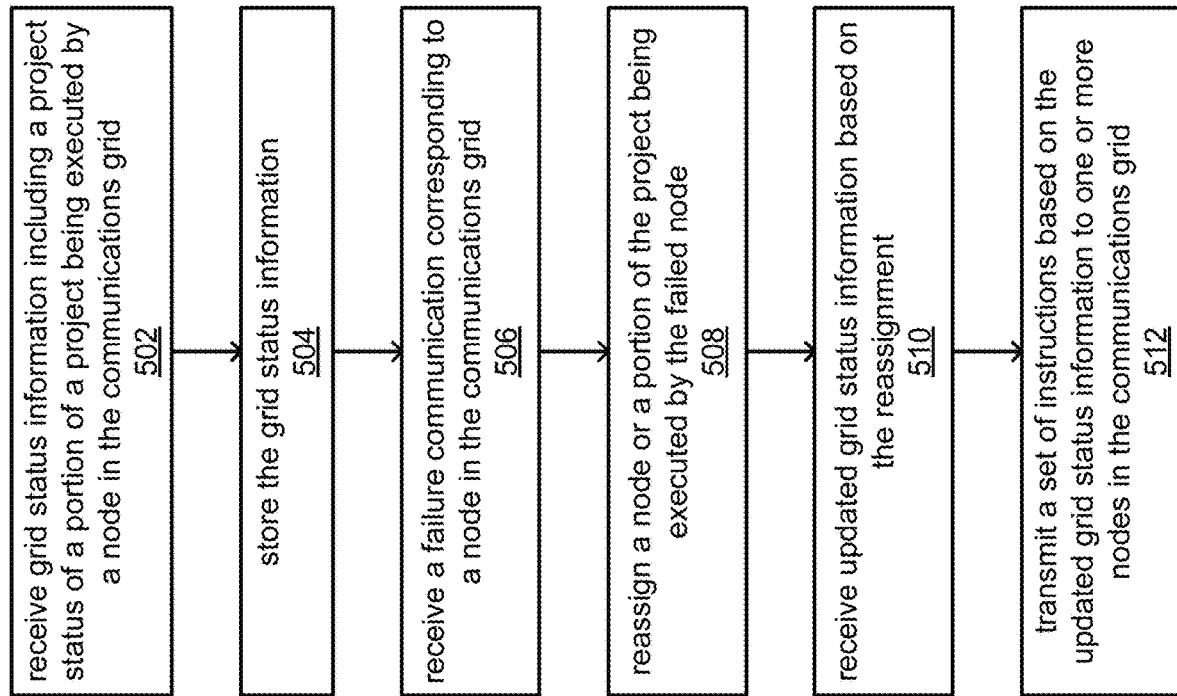 receive grid status information including a project
status of a portion of a project being executed by
a node in the communications grid
502
store the grid status information
504
receive a failure communication corresponding to
a node in the communications grid
506
reassign a node or a portion of the project being
executed by the failed node
508
receive updated grid status information based on
the reassignment
510
transmit a set of instructions based on the
updated grid status information to one or more
nodes in the communications grid
512